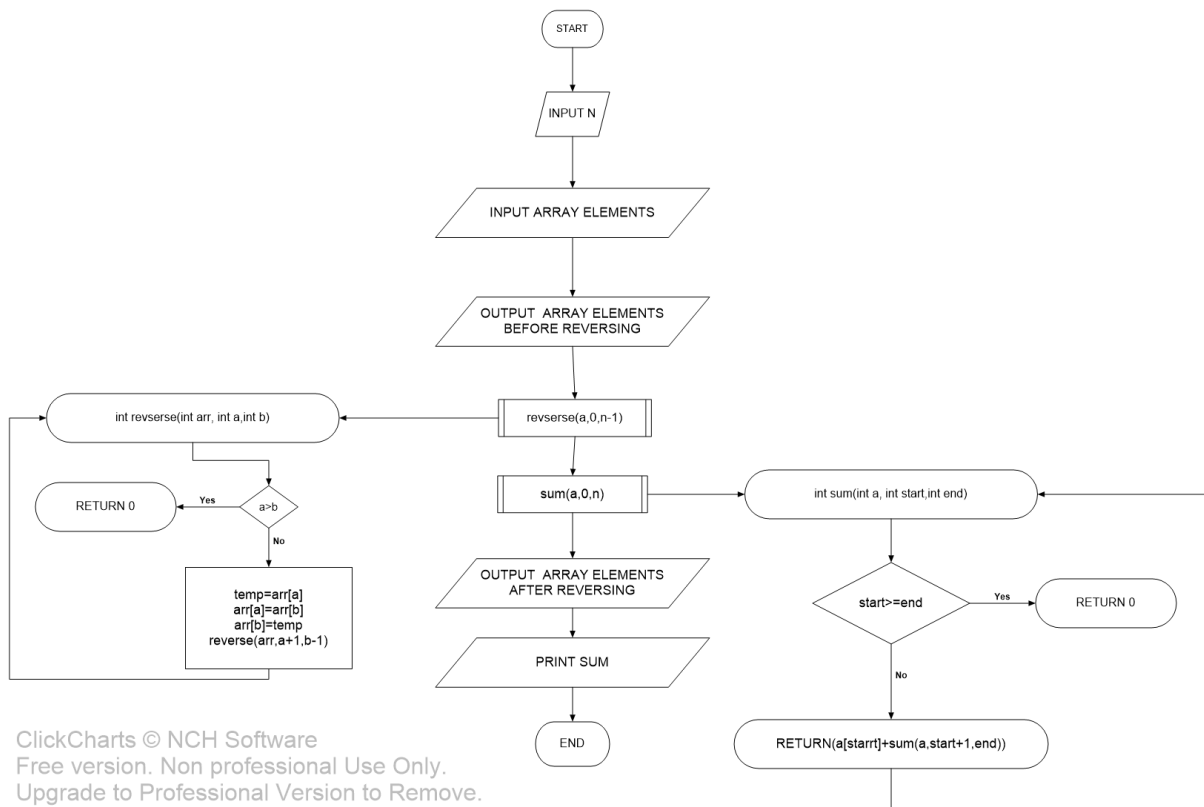 START
INPUT N
INPUT ARRAY ELEMENTS
OUTPUT ARRAY ELEMENTS
BEFORE REVERSING
revserse(a,0,n-1)
int revserse(int arr, int a,int b)
a>b
Yes
RETURN 0
No
temp=arr[a]
arr[a]=arr[b]
arr[b]=temp
reverse(arr,a+1,b-1)
sum(a,0,n)
int sum(int a, int start,int end)
start>=end
Yes
RETURN 0
No
RETURN(a[starrt]+sum(a,start+1,end))
OUTPUT ARRAY ELEMENTS
AFTER REVERSING
PRINT SUM
END
ClickCharts © NCH Software
Free version. Non professional Use Only.
Upgrade to Professional Version to Remove.